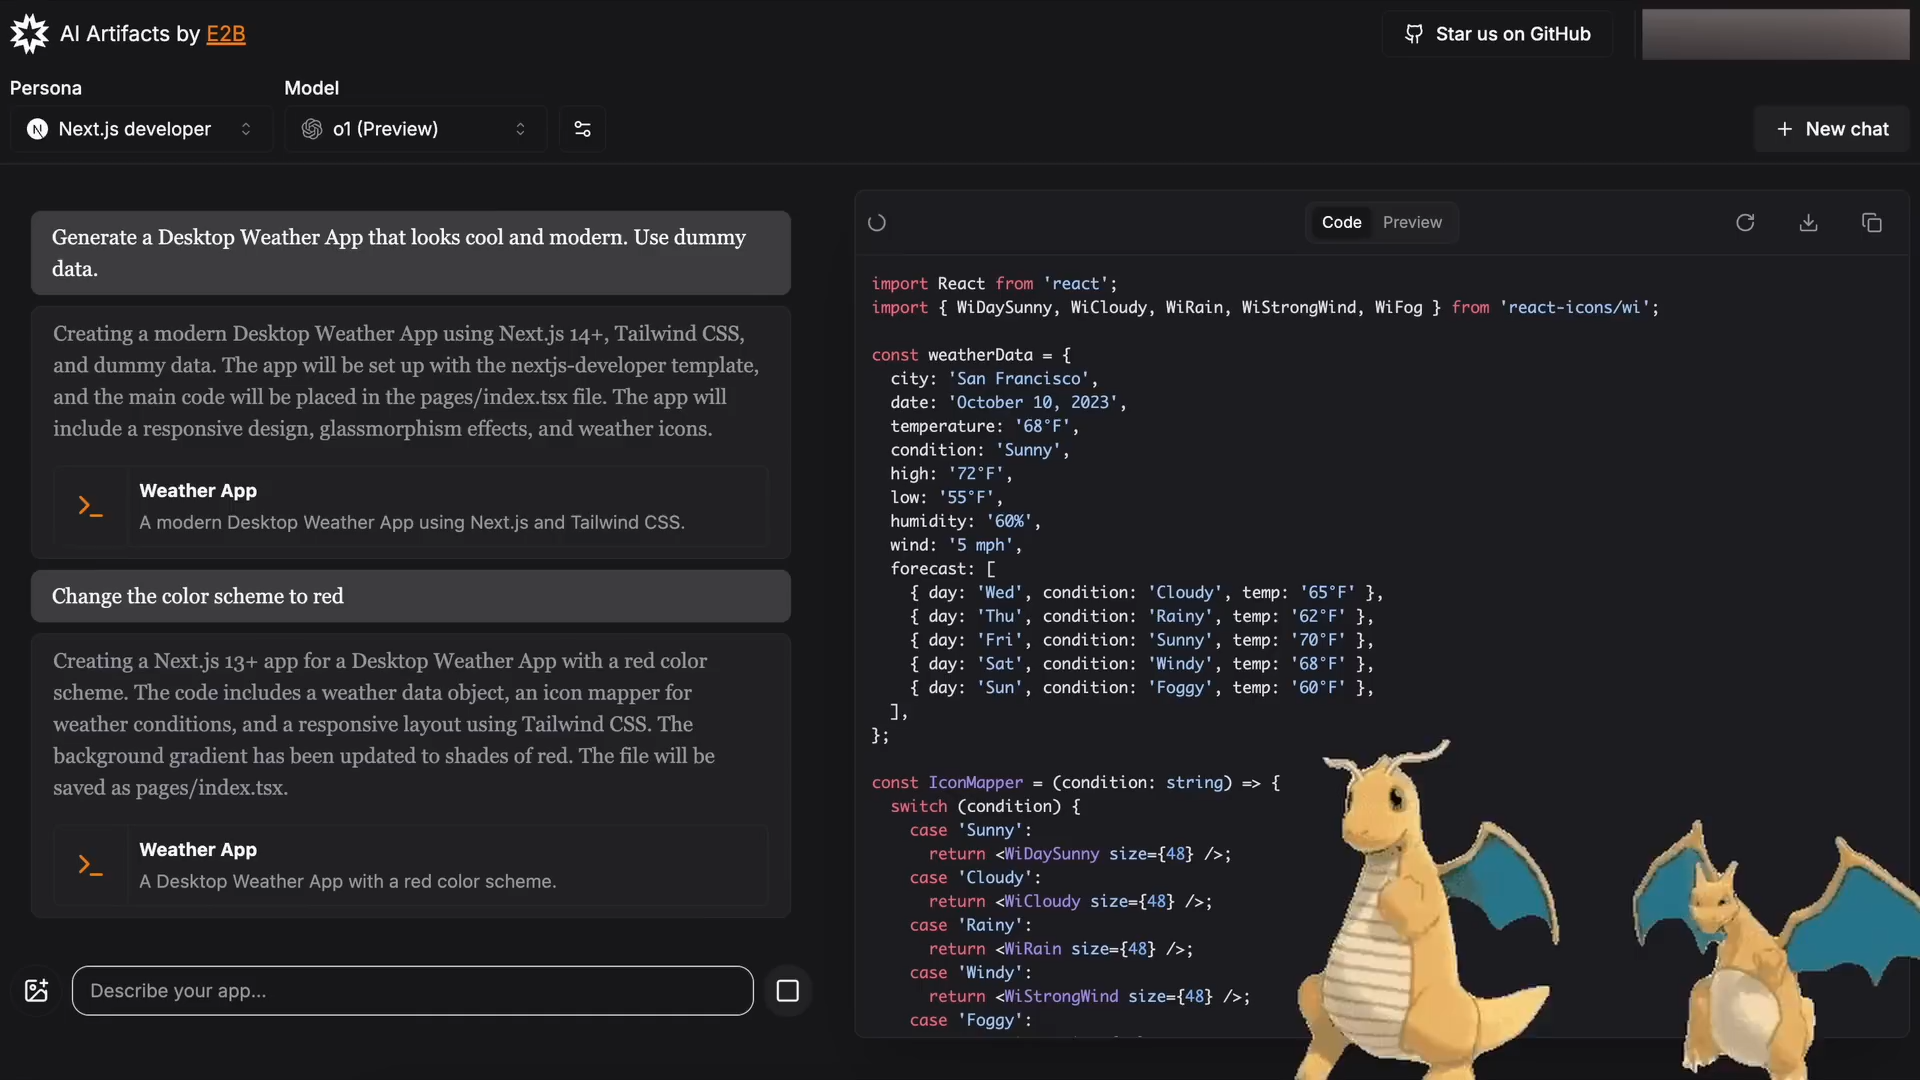 AI Artifacts by E2B
Star us on GitHub
Persona
Model
N
Next.js developer
o1 (Preview)
+ New chat
Generate a Desktop Weather App that looks cool and modern. Use dummy
data.
Creating a modern Desktop Weather App using Next.js 14+, Tailwind CSS,
and dummy data. The app will be set up with the nextjs-developer template,
and the main code will be placed in the pages/index.tsx file. The app will
include a responsive design, glassmorphism effects, and weather icons.
Weather App
A modern Desktop Weather App using Next.js and Tailwind CSS.
Change the color scheme to red
Creating a Next.js 13+ app for a Desktop Weather App with a red color
scheme. The code includes a weather data object, an icon mapper for
weather conditions, and a responsive layout using Tailwind CSS. The
background gradient has been updated to shades of red. The file will be
saved as pages/index.tsx.
Weather App
A Desktop Weather App with a red color scheme.
Describe your app...
Code
Preview
import React from 'react';
import { WiDaySunny, WiCloudy, WiRain, WiStrongWind, WiFog } from 'react-icons/wi';
const weatherData = {
city: 'San Francisco',
date: 'October 10, 2023',
temperature: '68°F',
condition: 'Sunny',
high: '72°F',
low: '55°F',
humidity: '60%',
wind: '5 mph',
forecast: [
{ day: 'Wed', condition: 'Cloudy', temp: '65°F' },
{ day: 'Thu', condition: 'Rainy', temp: '62°F' },
{ day: 'Fri', condition: 'Sunny', temp: '70°F' },
{ day: 'Sat', condition: 'Windy', temp: '68°F' },
{ day: 'Sun', condition: 'Foggy', temp: '60°F' },
],
};
const IconMapper = (condition: string) => {
switch (condition) {
case 'Sunny':
return <WiDaySunny size={48} />;
case 'Cloudy':
return <WiCloudy size={48} />;
case 'Rainy':
return <WiRain size={48} />;
case 'Windy':
return <WiStrongWind size={48} />;
case 'Foggy':